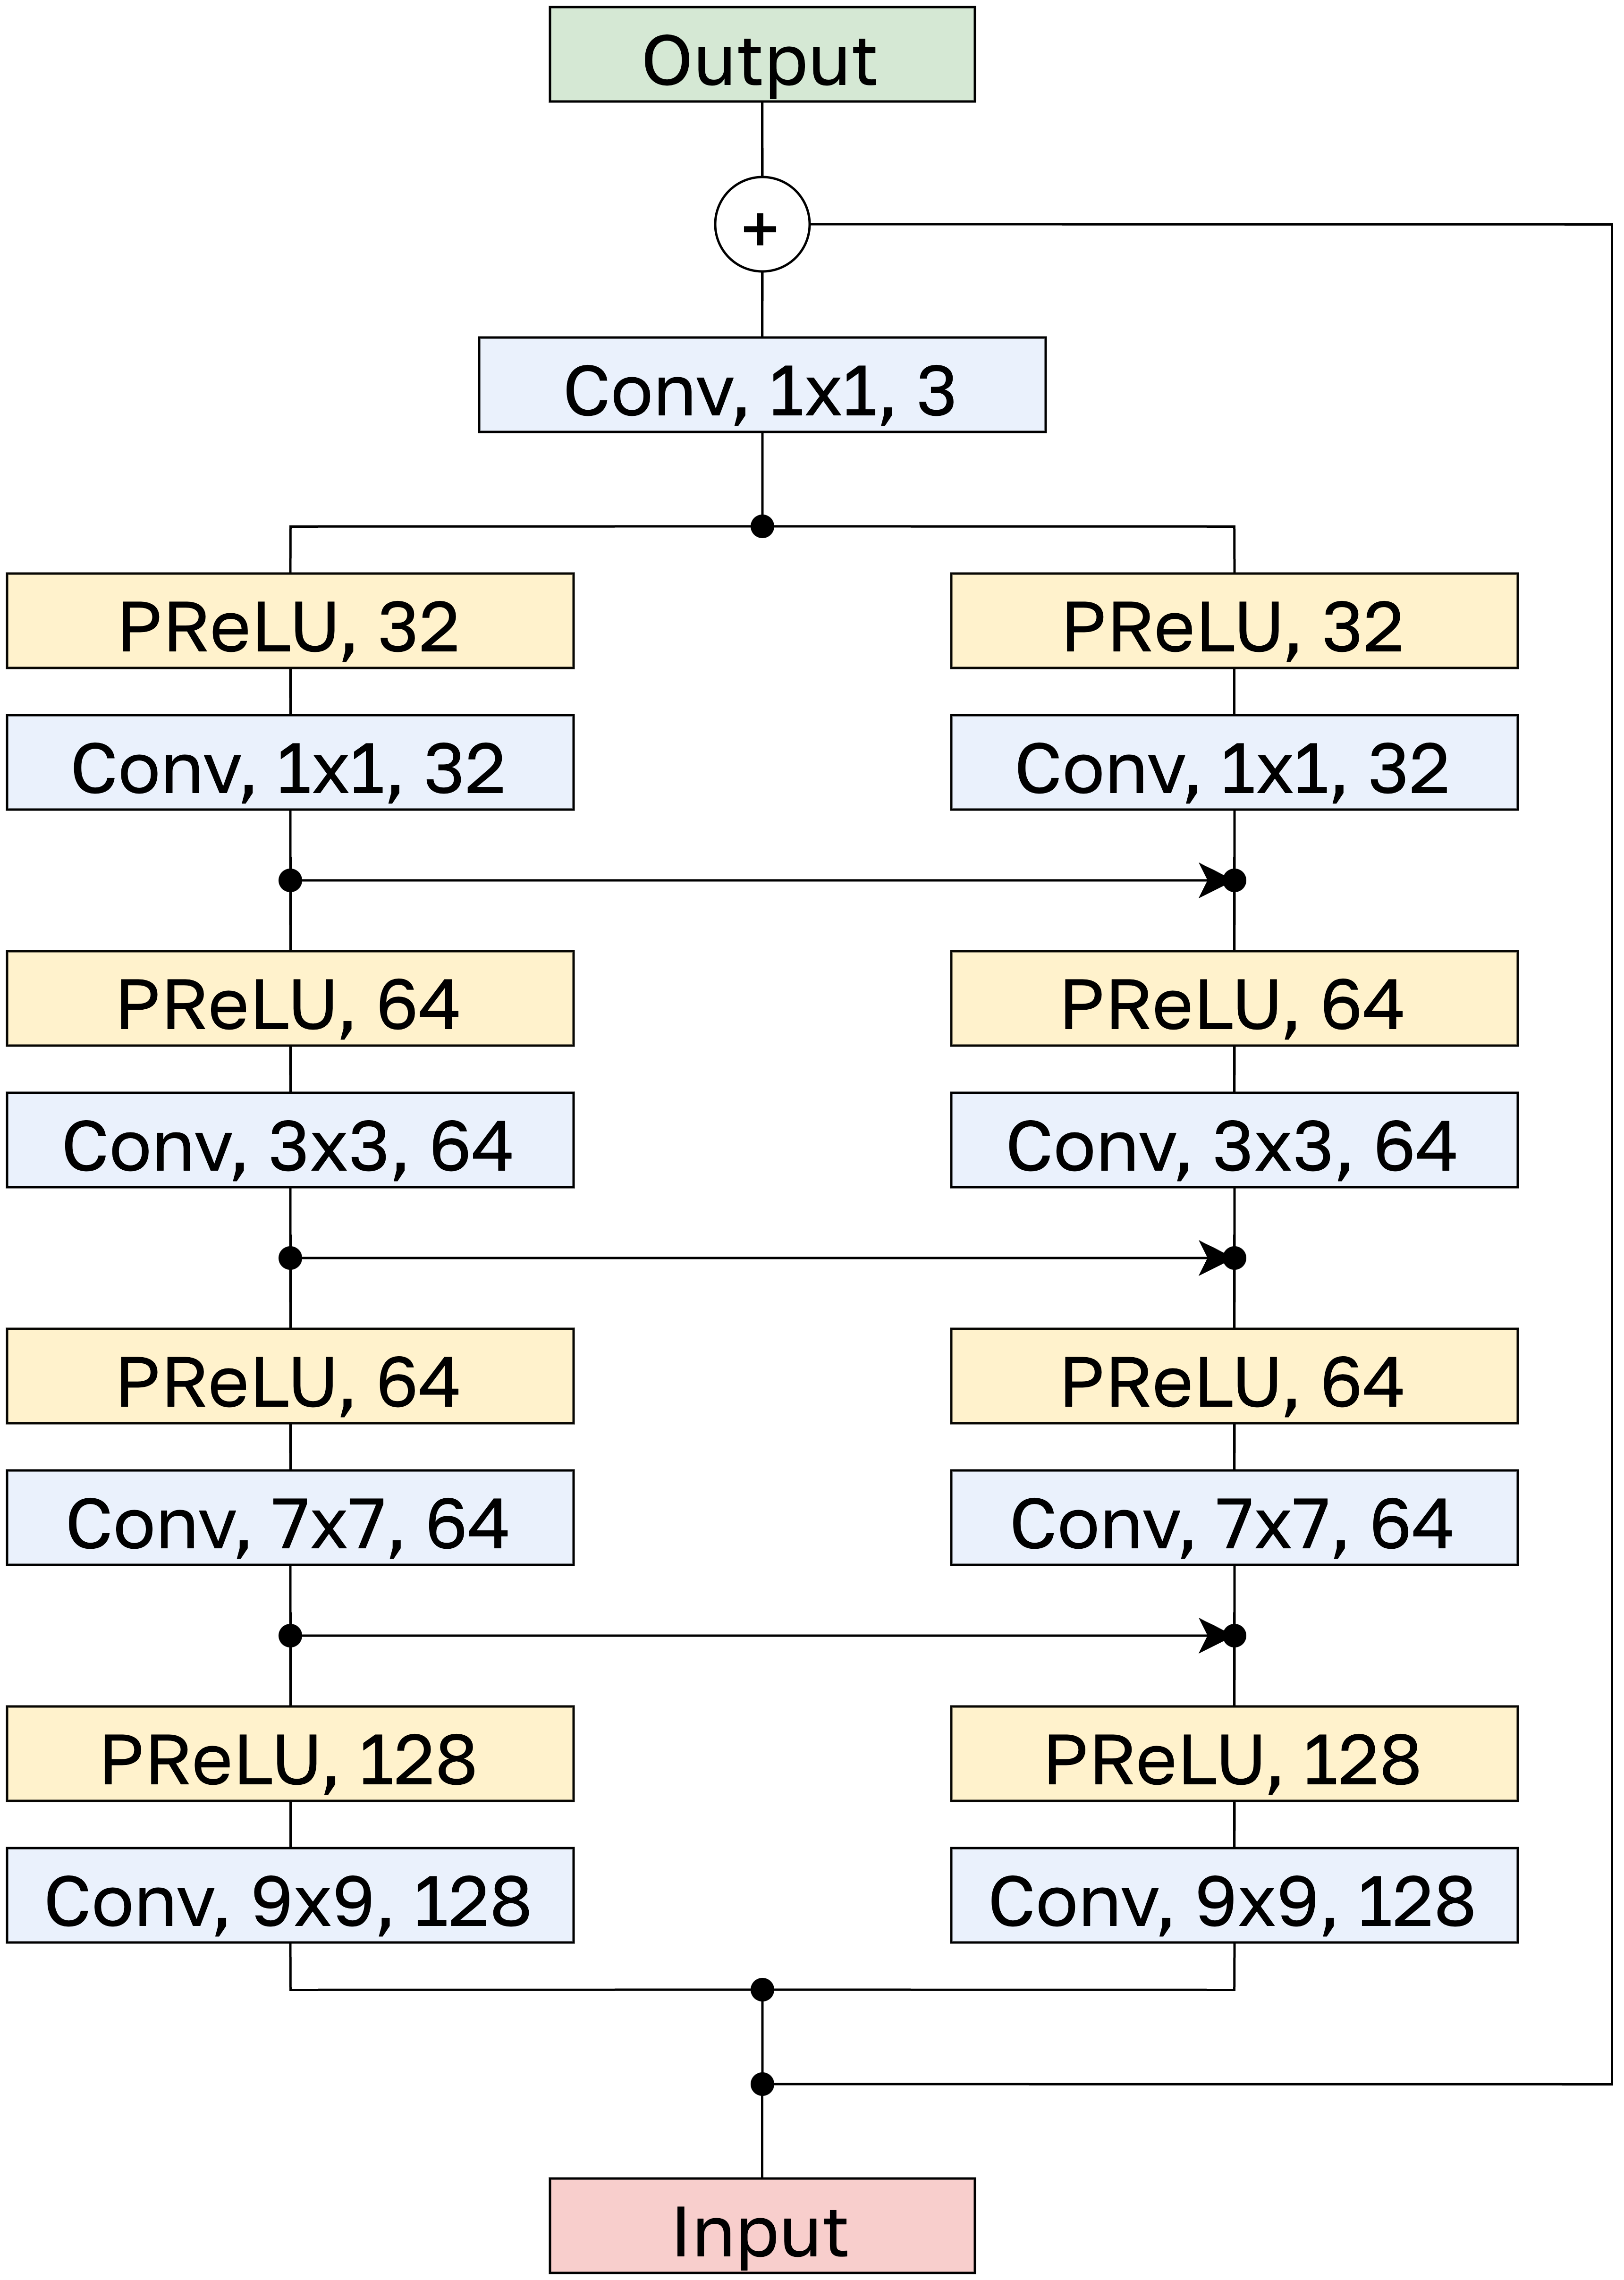 Output
+
Conv, 1x1, 3
PReLU, 32
PReLU, 32
Conv, 1x1, 32
Conv, 1x1, 32
PReLU, 64
PReLU, 64
Conv, 3x3, 64
Conv, 3x3, 64
PReLU, 64
PReLU, 64
Conv, 7x7, 64
Conv, 7x7, 64
PReLU, 128
PReLU, 128
Conv, 9x9, 128
Conv, 9x9, 128
Input